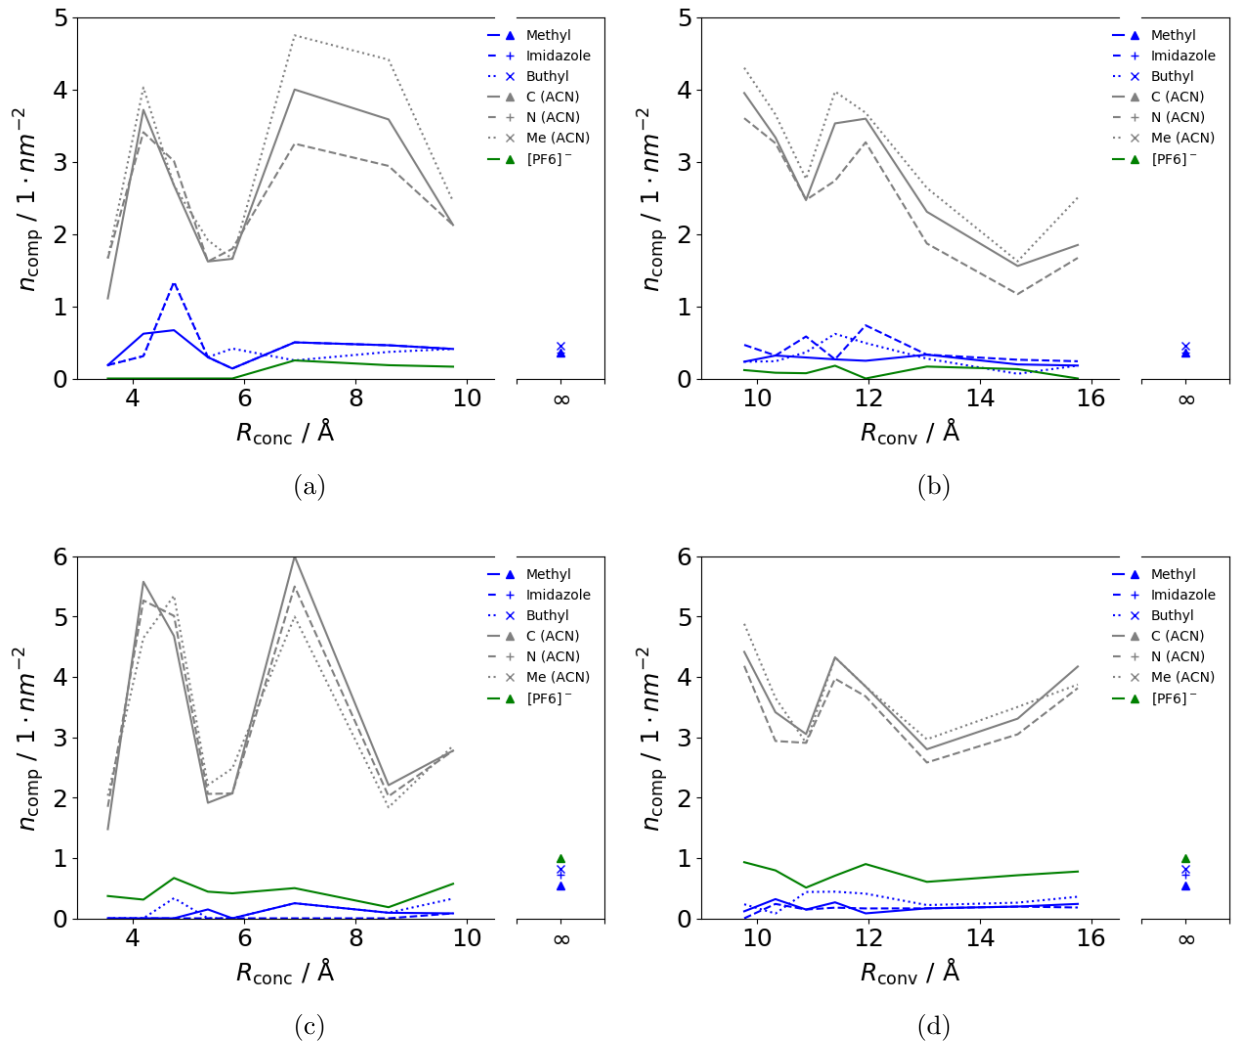 5
4
3
2
1
0
n_comp / 1 · nm^−2
4 6 8 10 ∞
R_conc / Å
Methyl
Imidazole
Buthyl
C (ACN)
N (ACN)
Me (ACN)
[PF6]^−
(a)
5
4
3
2
1
0
n_comp / 1 · nm^−2
10 12 14 16 ∞
R_conv / Å
Methyl
Imidazole
Buthyl
C (ACN)
N (ACN)
Me (ACN)
[PF6]^−
(b)
6
5
4
3
2
1
0
n_comp / 1 · nm^−2
4 6 8 10 ∞
R_conc / Å
Methyl
Imidazole
Buthyl
C (ACN)
N (ACN)
Me (ACN)
[PF6]^−
(c)
6
5
4
3
2
1
0
n_comp / 1 · nm^−2
10 12 14 16 ∞
R_conv / Å
Methyl
Imidazole
Buthyl
C (ACN)
N (ACN)
Me (ACN)
[PF6]^−
(d)